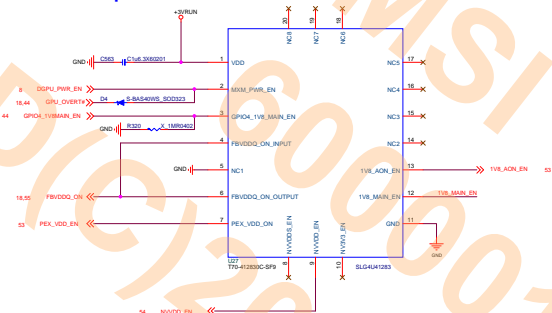 +3VRUN
20
19
18
NC8
NC7
NC6
GND
C563
C1u6.3X60201
1
VDD
NC5
17
8
DGPU_PWR_EN
2
MXM_PWR_EN
NC4
16
18,44
GPU_OVERT#
D4
S-BAS40WS_SOD323
44
GPIO4_1V8MAIN_EN
3
GPIO4_1V8_MAIN_EN
NC3
15
GND
R320
X_1MR0402
4
FBVDDQ_ON_INPUT
NC2
14
GND
5
NC1
1V8_AON_EN
13
1V8_AON_EN
53
18,55
FBVDDQ_ON
6
FBVDDQ_ON_OUTPUT
1V8_MAIN_EN
12
1V8_MAIN_EN
53
PEX_VDD_EN
7
PEX_VDD_ON
GND
11
GND
NVVDDS_EN
NVVDD_EN
NV3V3_EN
8
9
10
U27
T70-412830C-SF9
SLG4U41283
54
NVVDD_EN
MSI